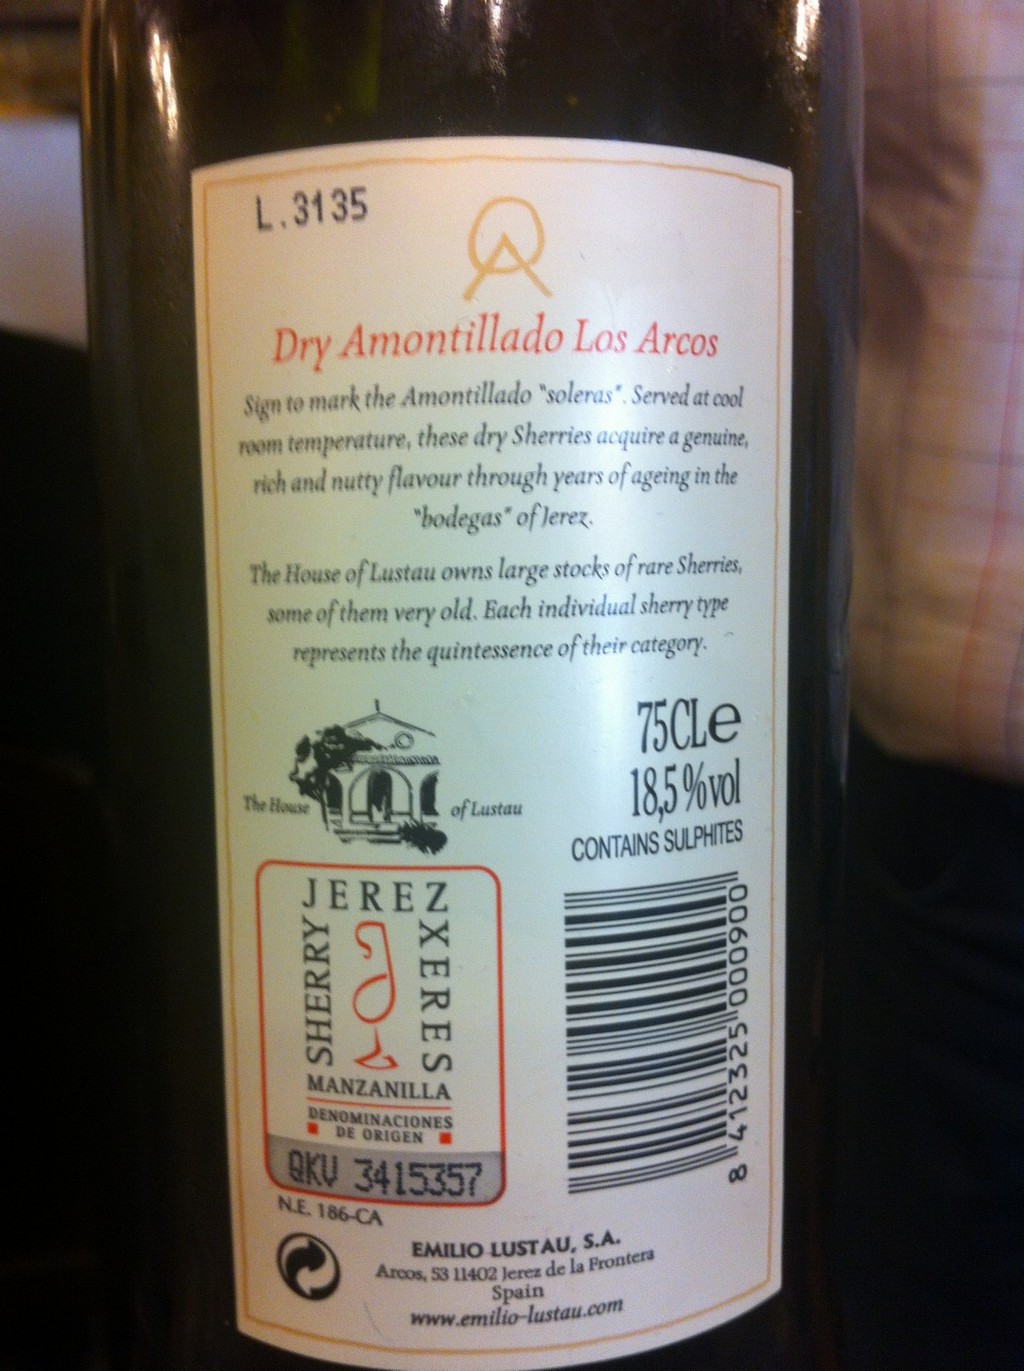 L.3135
Dry Amontillado Los Arcos
Sign to mark the Amontillado "soleras". Served at cool
room temperature, these dry Sherries acquire a genuine,
rich and nutty flavour through years of ageing in the
"bodegas" of Jerez.
The House of Lustau owns large stocks of rare Sherries,
some of them very old. Each individual sherry type
represents the quintessence of their category.
75CLe
18,5%vol
CONTAINS SULPHITES
The House of Lustau
JEREZ
XERES
SHERRY
MANZANILLA
DENOMINACIONES
DE ORIGEN
QKV 3415357
N.E. 186-CA
8 412325 000900
EMILIO LUSTAU, S.A.
Arcos, 53 11402 Jerez de la Frontera
Spain
www.emilio-lustau.com